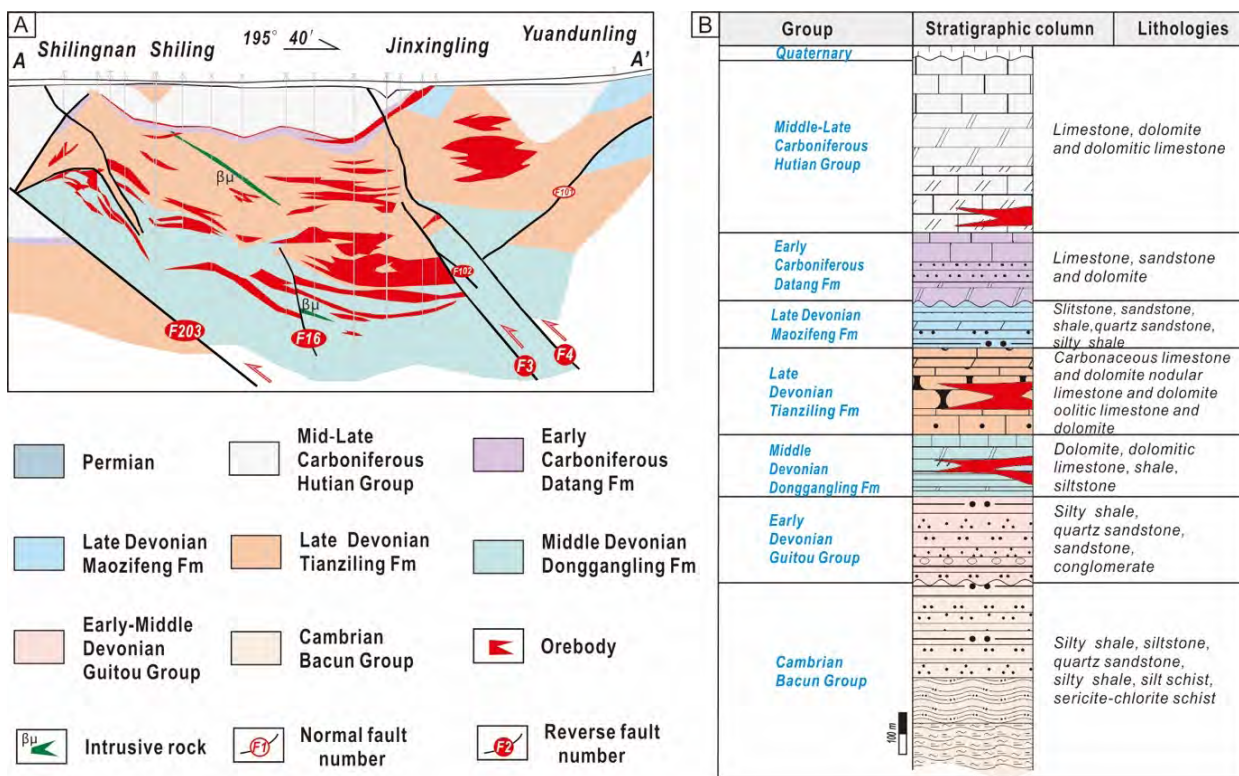 A
Shilingnan
Shiling
195° 40′
Jinxingling
Yuandunling
A
A'
βμ
F101
F102
βμ
F203
F16
F3
F4
Permian
Mid-Late
Carboniferous
Hutian Group
Early
Carboniferous
Datang Fm
Late Devonian
Maozifeng Fm
Late Devonian
Tianziling Fm
Middle Devonian
Donggangling Fm
Early-Middle
Devonian
Guitou Group
Cambrian
Bacun Group
Orebody
βμ
Intrusive rock
F1
Normal fault
number
F2
Reverse fault
number
B
Group
Stratigraphic column
Lithologies
Quaternary
Middle-Late
Carboniferous
Hutian Group
Limestone, dolomite
and dolomitic limestone
Early
Carboniferous
Datang Fm
Limestone, sandstone
and dolomite
Late Devonian
Maozifeng Fm
Slitstone, sandstone,
shale,quartz sandstone,
silty shale
Late
Devonian
Tianziling Fm
Carbonaceous limestone
and dolomite nodular
limestone and dolomite
oolitic limestone and
dolomite
Middle
Devonian
Donggangling Fm
Dolomite, dolomitic
limestone, shale,
siltstone
Early
Devonian
Guitou Group
Silty shale,
quartz sandstone,
sandstone,
conglomerate
Cambrian
Bacun Group
Silty shale, siltstone,
quartz sandstone,
silty shale, silt schist,
sericite-chlorite schist
100 m